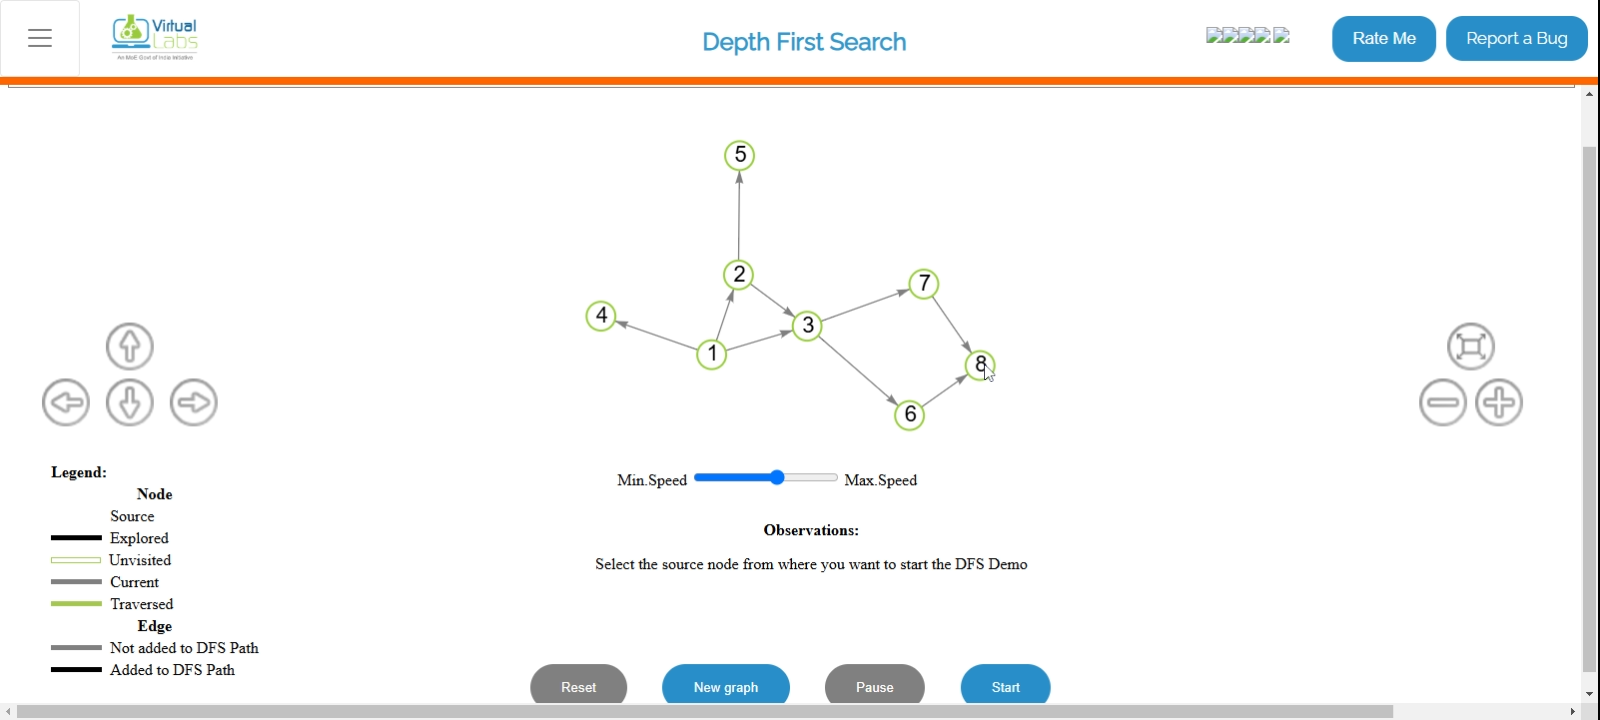 Virtual
Labs
An MoE Govt of India Initiative
Depth First Search
Rate Me
Report a Bug
5
2
7
4
3
1
8
6
Min.Speed
Max.Speed
Legend:
Node
Source
Explored
Unvisited
Current
Traversed
Edge
Not added to DFS Path
Added to DFS Path
Observations:
Select the source node from where you want to start the DFS Demo
Reset
New graph
Pause
Start